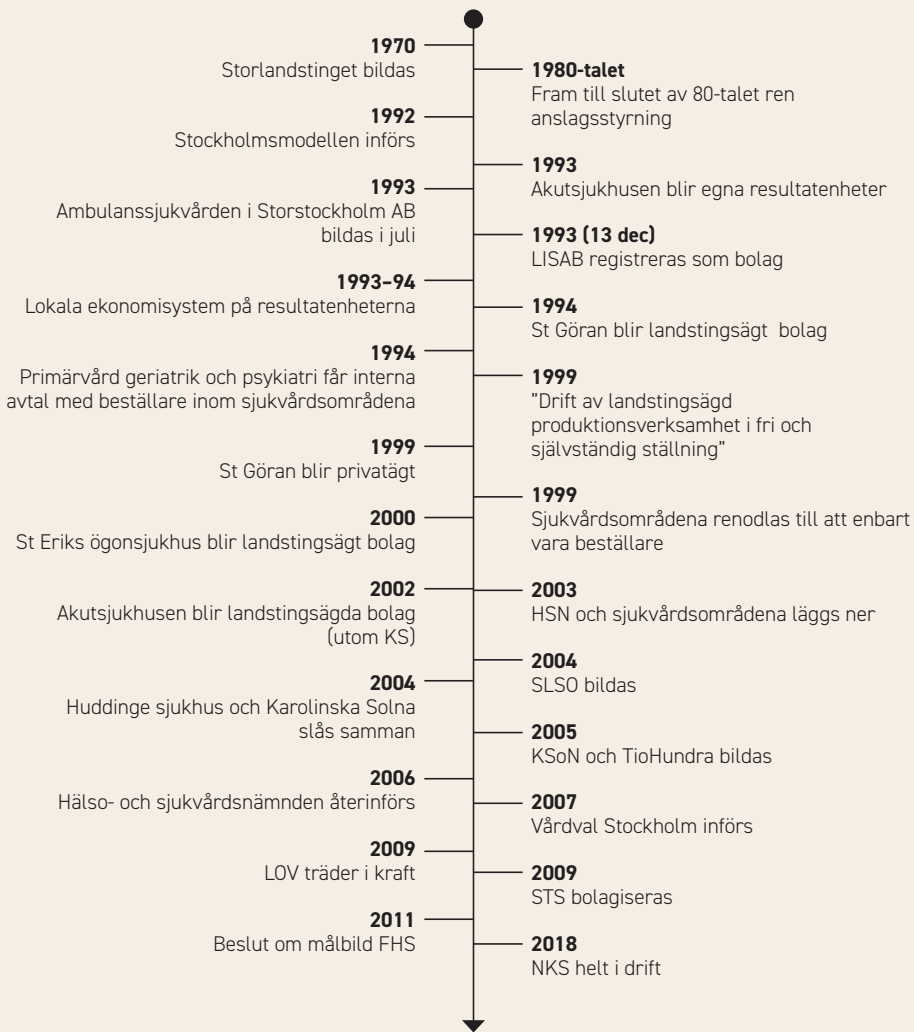 1970
Storlandstinget bildas
1980-talet
Fram till slutet av 80-talet ren
anslagsstyrning
1992
Stockholmsmodellen införs
1993
Akutsjukhusen blir egna resultatenheter
1993
Ambulanssjukvården i Storstockholm AB
bildas i juli
1993 (13 dec)
LISAB registreras som bolag
1993–94
Lokala ekonomisystem på resultatenheterna
1994
St Göran blir landstingsägt bolag
1994
Primärvård geriatrik och psykiatri får interna
avtal med beställare inom sjukvårdsområdena
1999
"Drift av landstingsägd
produktionsverksamhet i fri och
självständig ställning"
1999
St Göran blir privatägt
1999
Sjukvårdsområdena renodlas till att enbart
vara beställare
2000
St Eriks ögonsjukhus blir landstingsägt bolag
2002
Akutsjukhusen blir landstingsägda bolag
(utom KS)
2003
HSN och sjukvårdsområdena läggs ner
2004
SLSO bildas
2004
Huddinge sjukhus och Karolinska Solna
slås samman
2005
KSoN och TioHundra bildas
2006
Hälso- och sjukvårdsnämnden återinförs
2007
Vårdval Stockholm införs
2009
LOV träder i kraft
2009
STS bolagiseras
2011
Beslut om målbild FHS
2018
NKS helt i drift